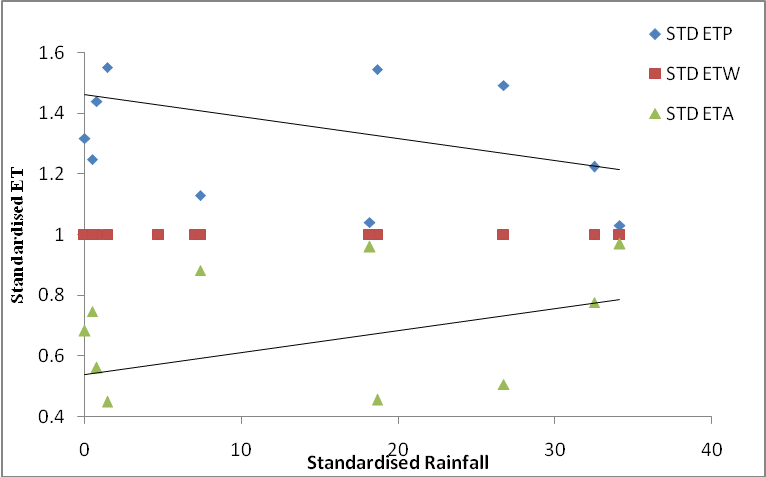 STD ETP
STD ETW
STD ETA
1.6
1.4
1.2
1
0.8
0.6
0.4
Standardised ET
0 10 20 30 40
Standardised Rainfall